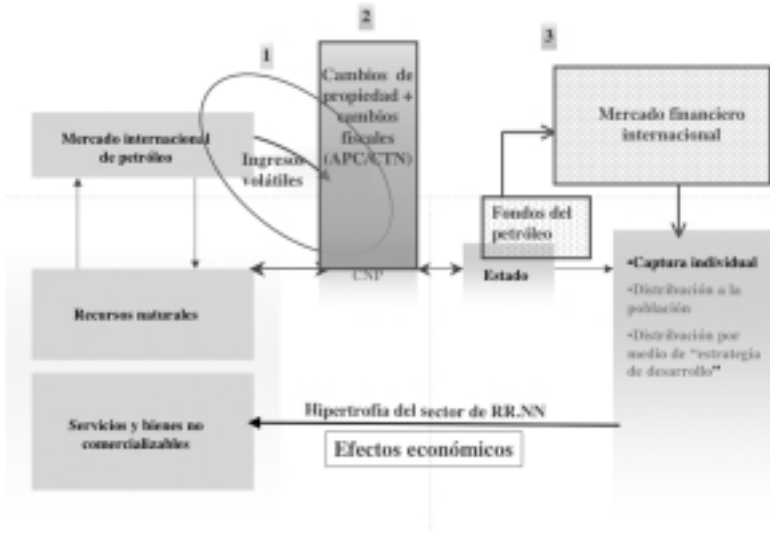 2
1
3
Cambios de
propiedad +
cambios
fiscales
(APC/CTN)
Mercado financiero
internacional
Mercado internacional
de petróleo
Ingresos
volátiles
Fondos del
petróleo
CNP
Estado
•Captura individual
•Distribución a la
población
•Distribución por
medio de “estrategia
de desarrollo”
Recursos naturales
Hipertrofia del sector de RR.NN
Servicios y bienes no
comercializables
Efectos económicos